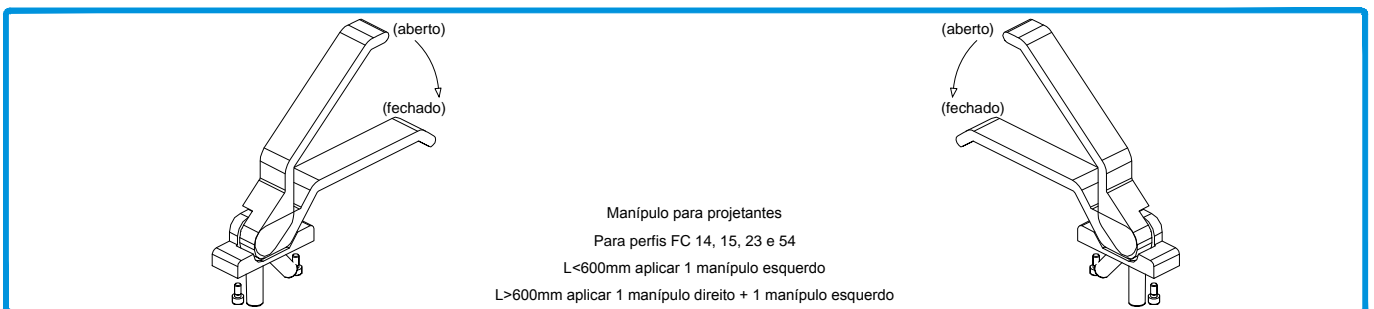 (aberto)
(fechado)
(aberto)
(fechado)
Manípulo para projetantes
Para perfis FC 14, 15, 23 e 54
L<600mm aplicar 1 manípulo esquerdo
L>600mm aplicar 1 manípulo direito + 1 manípulo esquerdo